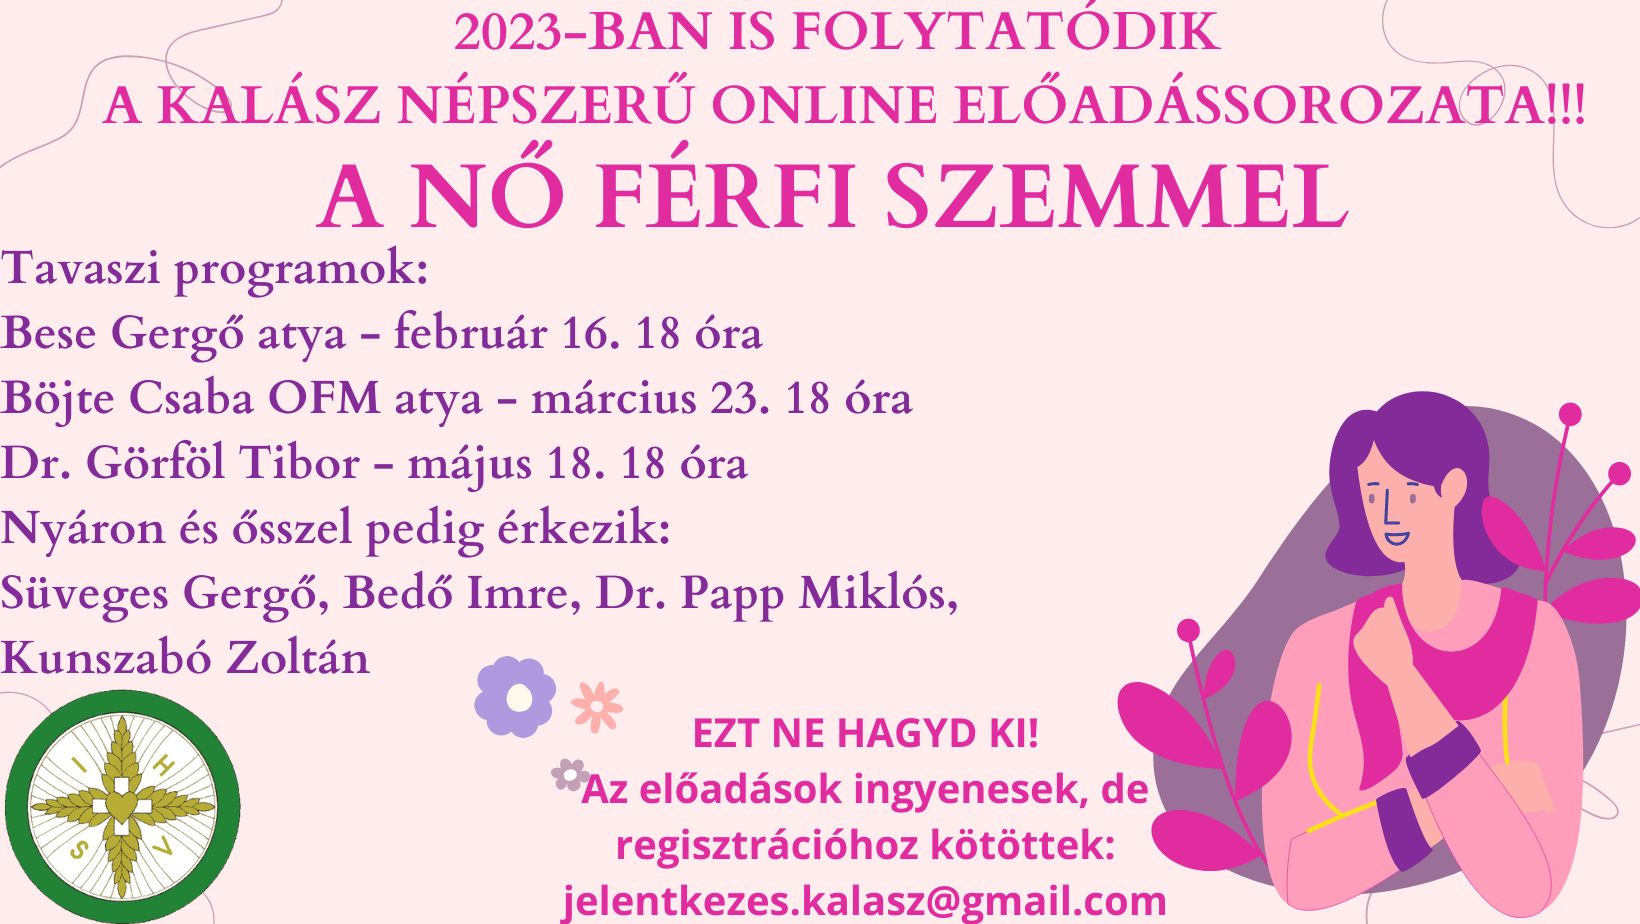 2023-BAN IS FOLYTATÓDIK
A KALÁSZ NÉPSZERŰ ONLINE ELŐADÁSSOROZATA!!!
A NŐ FÉRFI SZEMMEL
Tavaszi programok:
Bese Gergő atya - február 16. 18 óra
Böjte Csaba OFM atya - március 23. 18 óra
Dr. Görföl Tibor - május 18. 18 óra
Nyáron és ősszel pedig érkezik:
Süveges Gergő, Bedő Imre, Dr. Papp Miklós,
Kunszabó Zoltán
I H
S V
EZT NE HAGYD KI!
Az előadások ingyenesek, de
regisztrációhoz kötöttek:
jelentkezes.kalasz@gmail.com